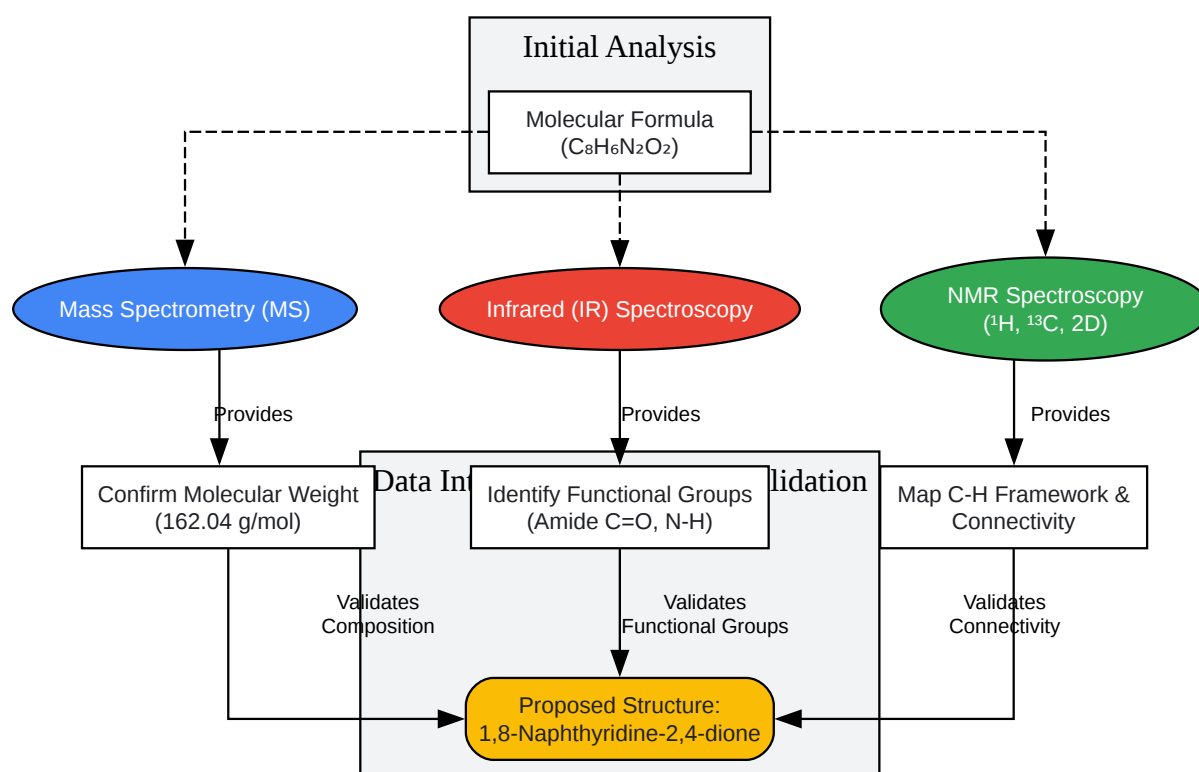 Initial Analysis
Molecular Formula
(C₈H₆N₂O₂)
Mass Spectrometry (MS)
Infrared (IR) Spectroscopy
NMR Spectroscopy
(¹H, ¹³C, 2D)
Provides
Provides
Provides
Data Int lidation
Confirm Molecular Weight
(162.04 g/mol)
Identify Functional Groups
(Amide C=O, N-H)
Map C-H Framework &
Connectivity
Validates
Composition
Validates
Functional Groups
Validates
Connectivity
Proposed Structure:
1,8-Naphthyridine-2,4-dione